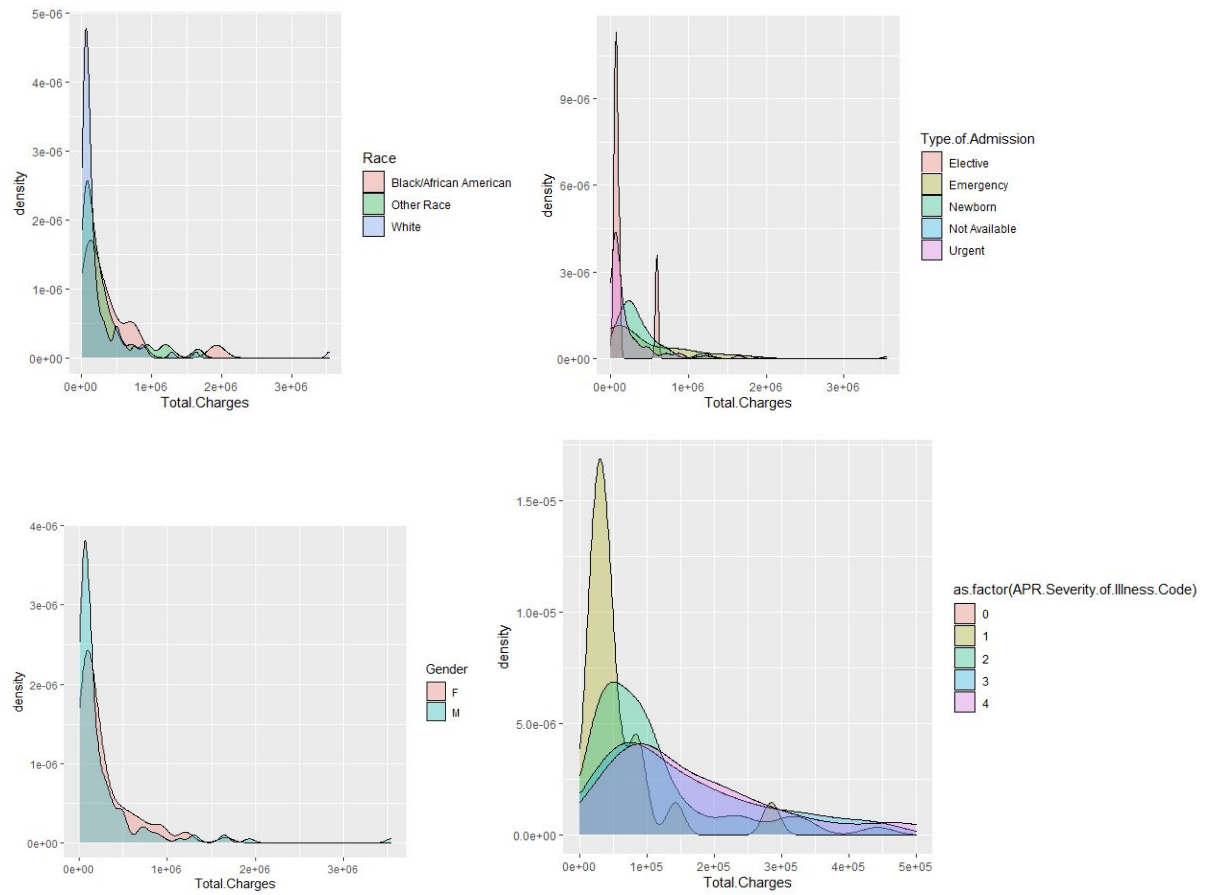 5e-06
4e-06
3e-06
2e-06
1e-06
0e+00
density
0e+00 1e+06 2e+06 3e+06
Total.Charges
Race
Black/African American
Other Race
White
9e-06
6e-06
3e-06
0e+00
density
0e+00 1e+06 2e+06 3e+06
Total.Charges
Type.of.Admission
Elective
Emergency
Newborn
Not Available
Urgent
4e-06
3e-06
2e-06
1e-06
0e+00
density
0e+00 1e+06 2e+06 3e+06
Total.Charges
Gender
F
M
1.5e-05
1.0e-05
5.0e-06
0.0e+00
density
0e+00 1e+05 2e+05 3e+05 4e+05 5e+05
Total.Charges
as.factor(APR.Severity.of.Illness.Code)
0
1
2
3
4